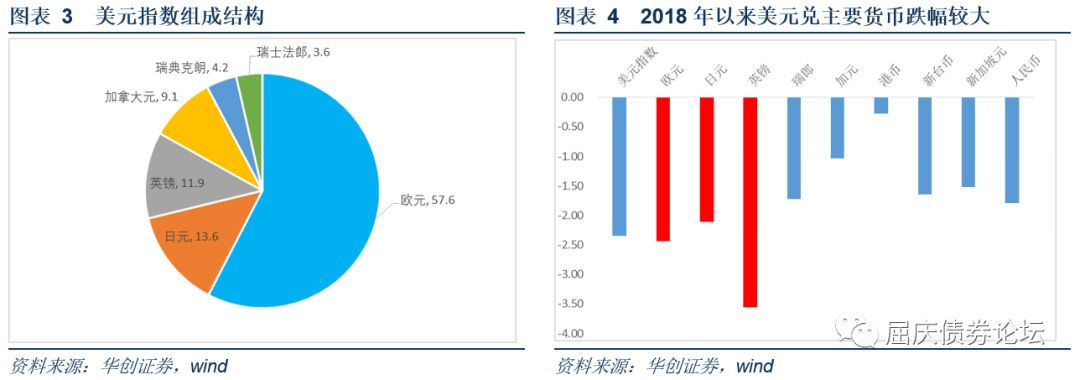 图表 3 美元指数组成结构
瑞士法郎, 3.6
瑞典克朗, 4.2
加拿大元, 9.1
英镑, 11.9
欧元, 57.6
日元, 13.6
资料来源：华创证券，wind
图表 4 2018 年以来美元兑主要货币跌幅较大
美元指数
欧元
日元
英镑
瑞郎
加元
港币
新台币
新加坡元
人民币
0.00
-0.50
-1.00
-1.50
-2.00
-2.50
-3.00
-3.50
-4.00
屈庆债券论坛
资料来源：华创证券，wind